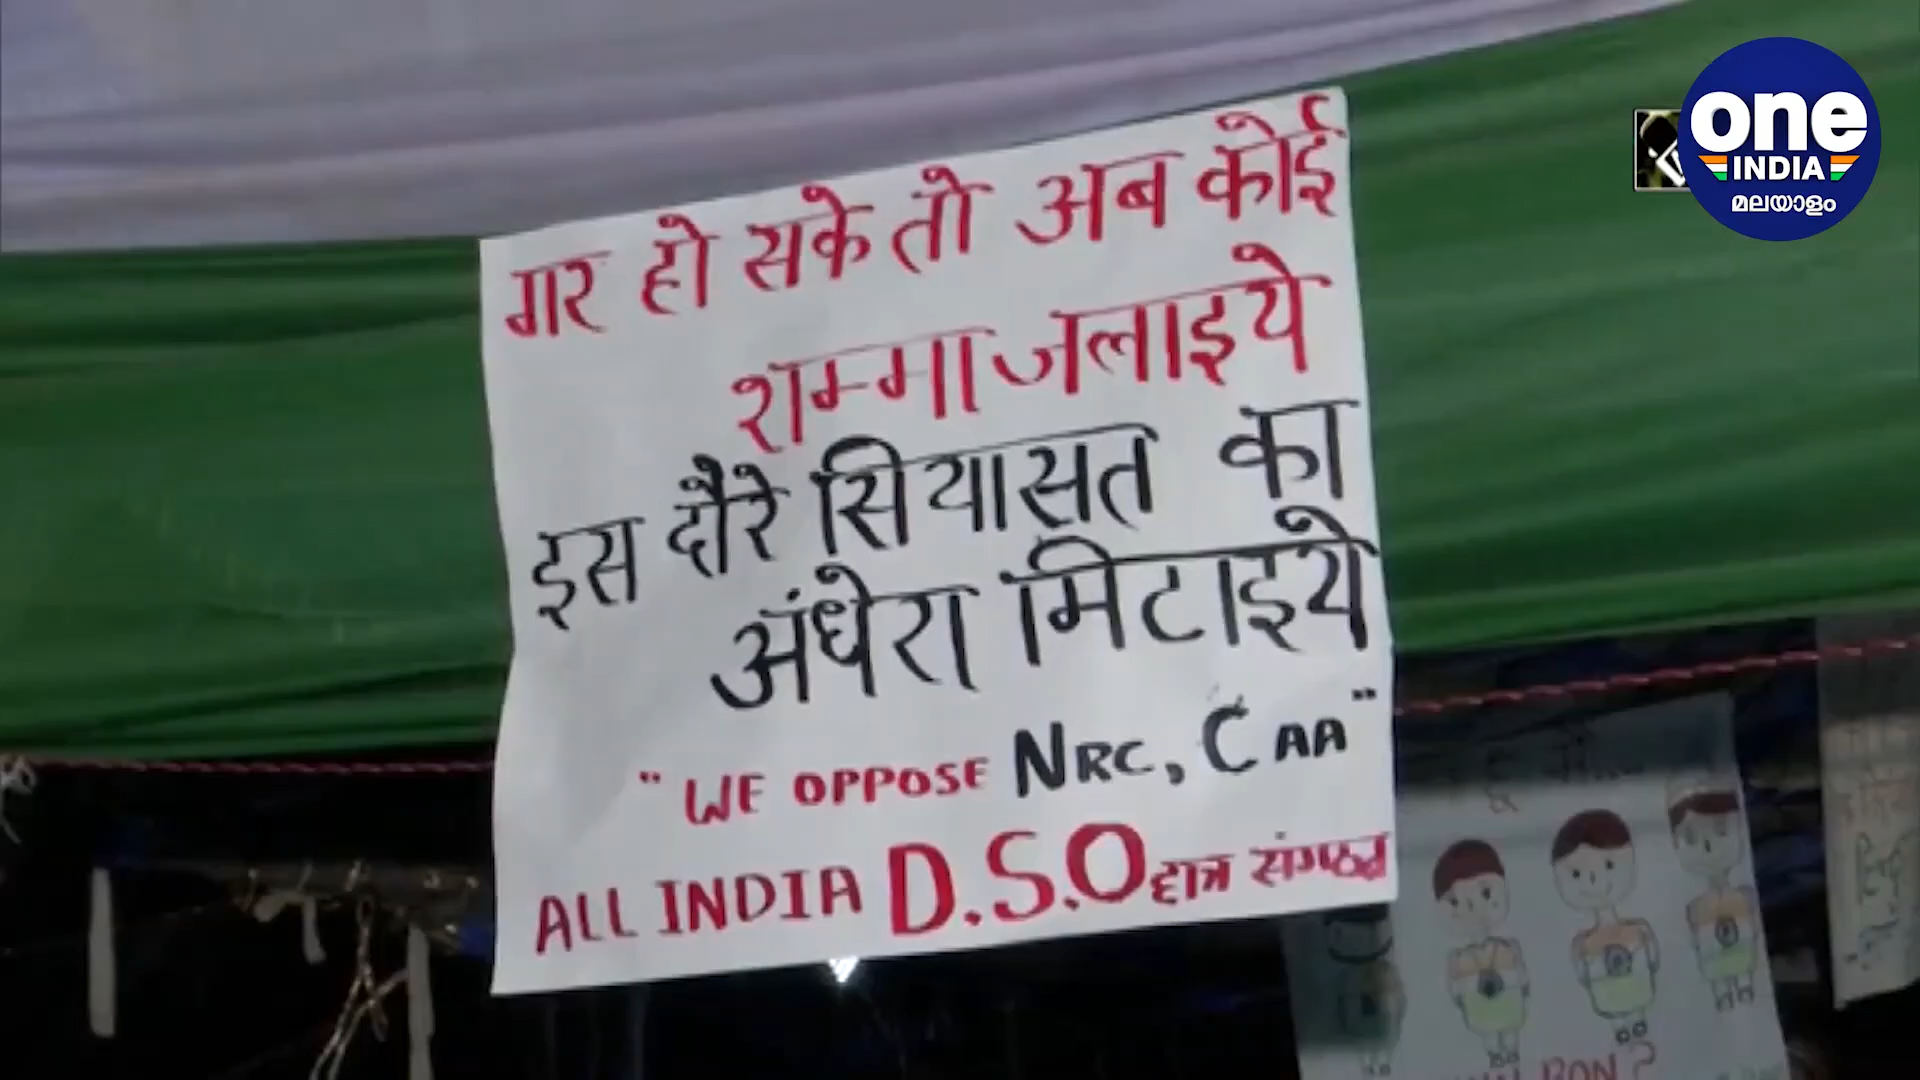 गर हो सके तो अब कोई
शम्मा जलाइये
इस दौरे सियासत का
अंधेरा मिटाइये
"WE OPPOSE NRC, CAA"
ALL INDIA D.S.O छात्र संगठन
one
INDIA
മലയാളം